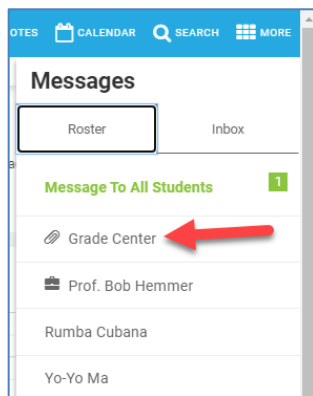 OTES CALENDAR SEARCH MORE
Messages
Roster Inbox
Message To All Students 1
Grade Center
Prof. Bob Hemmer
Rumba Cubana
Yo-Yo Ma